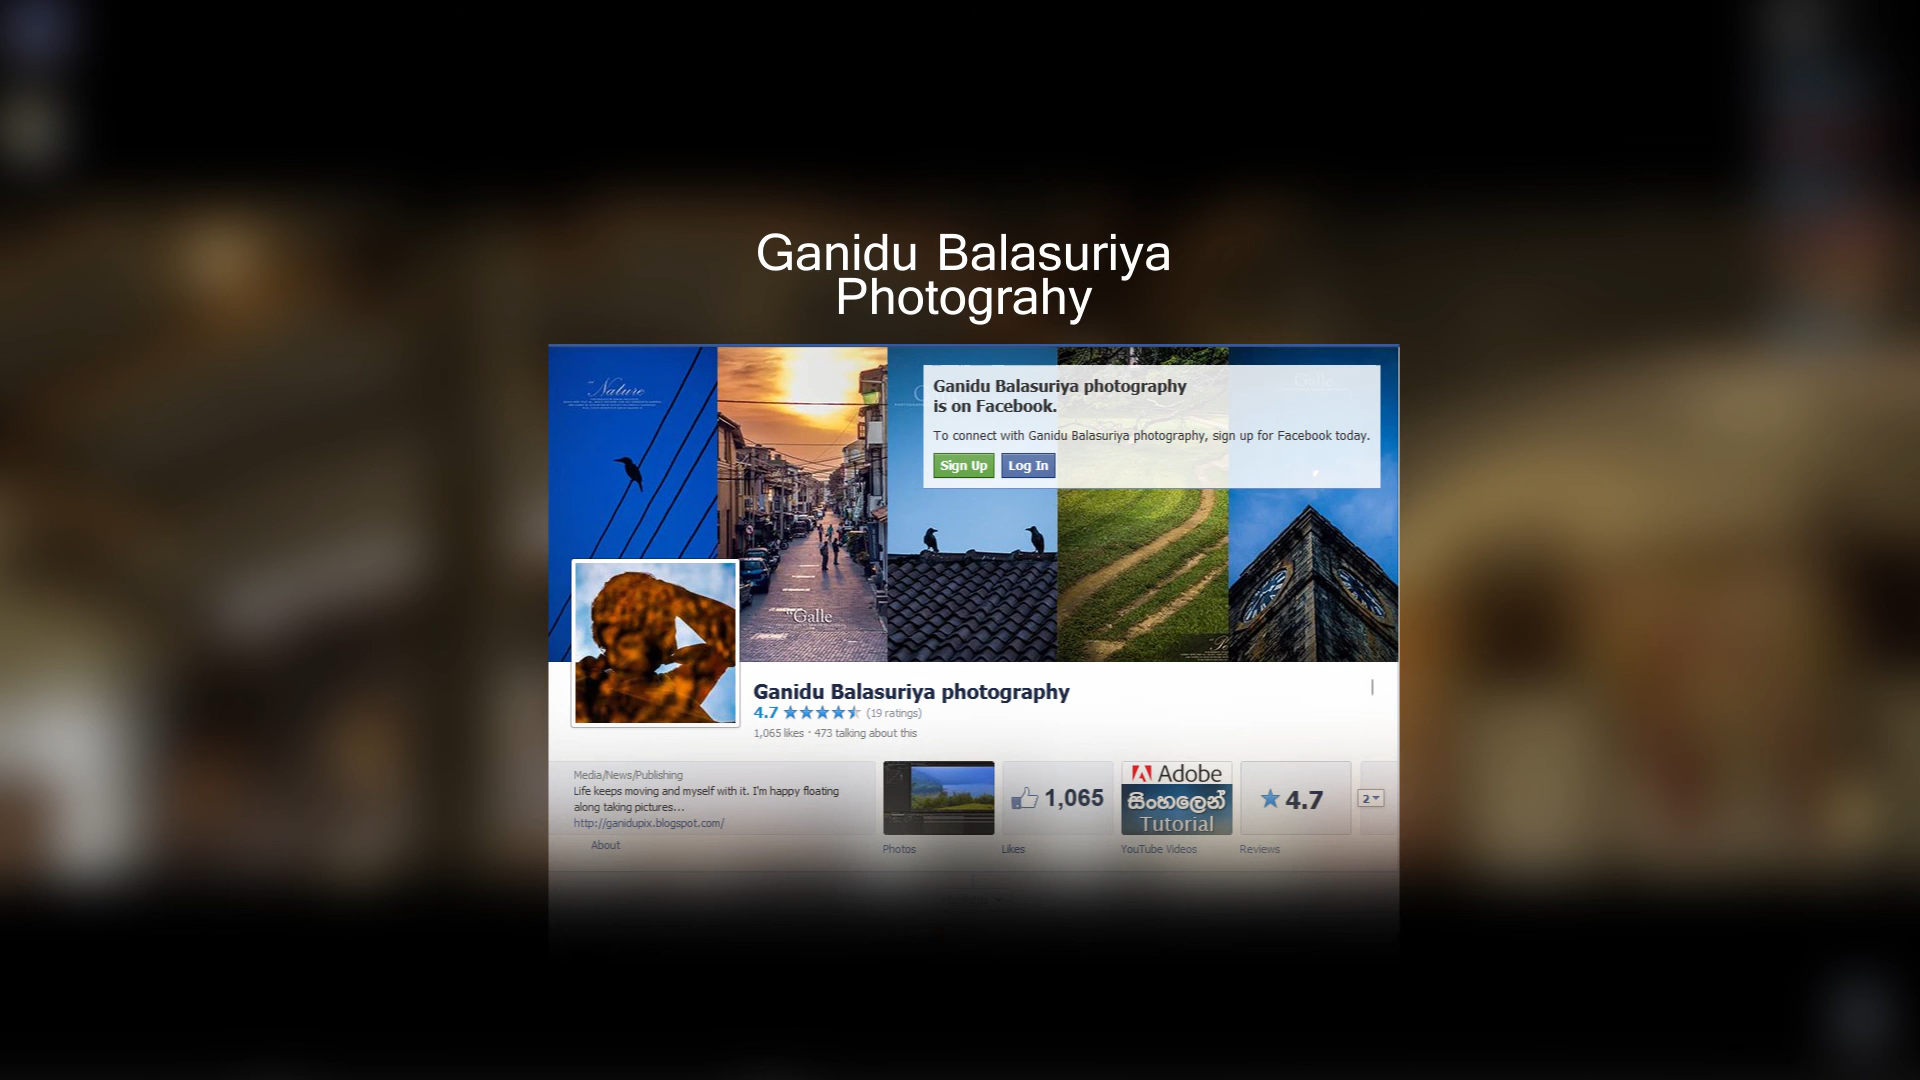 Ganidu Balasuriya
Photograhy
Nature
Ganidu Balasuriya photography
is on Facebook.
To connect with Ganidu Balasuriya photography, sign up for Facebook today.
Sign Up
Log In
Galle
Ganidu Balasuriya photography
4.7
(19 ratings)
1,065 likes · 473 talking about this
Media/News/Publishing
Life keeps moving and myself with it. I'm happy floating
along taking pictures...
http://ganidupix.blogspot.com/
About
Photos
1,065
Likes
Adobe
සිංහලෙන්
Tutorial
YouTube Videos
4.7
Reviews
2